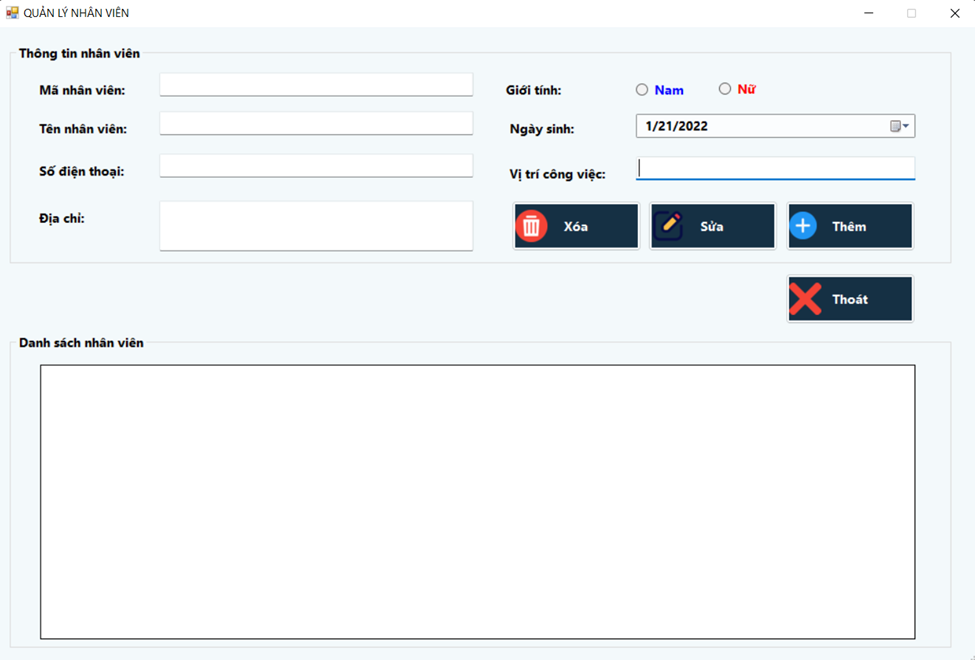 QUẢN LÝ NHÂN VIÊN
Thông tin nhân viên
Mã nhân viên:
Giới tính:
Nam
Nữ
Tên nhân viên:
Ngày sinh:
1/21/2022
Số điện thoại:
Vị trí công việc:
Địa chỉ:
Xóa
Sửa
Thêm
Thoát
Danh sách nhân viên